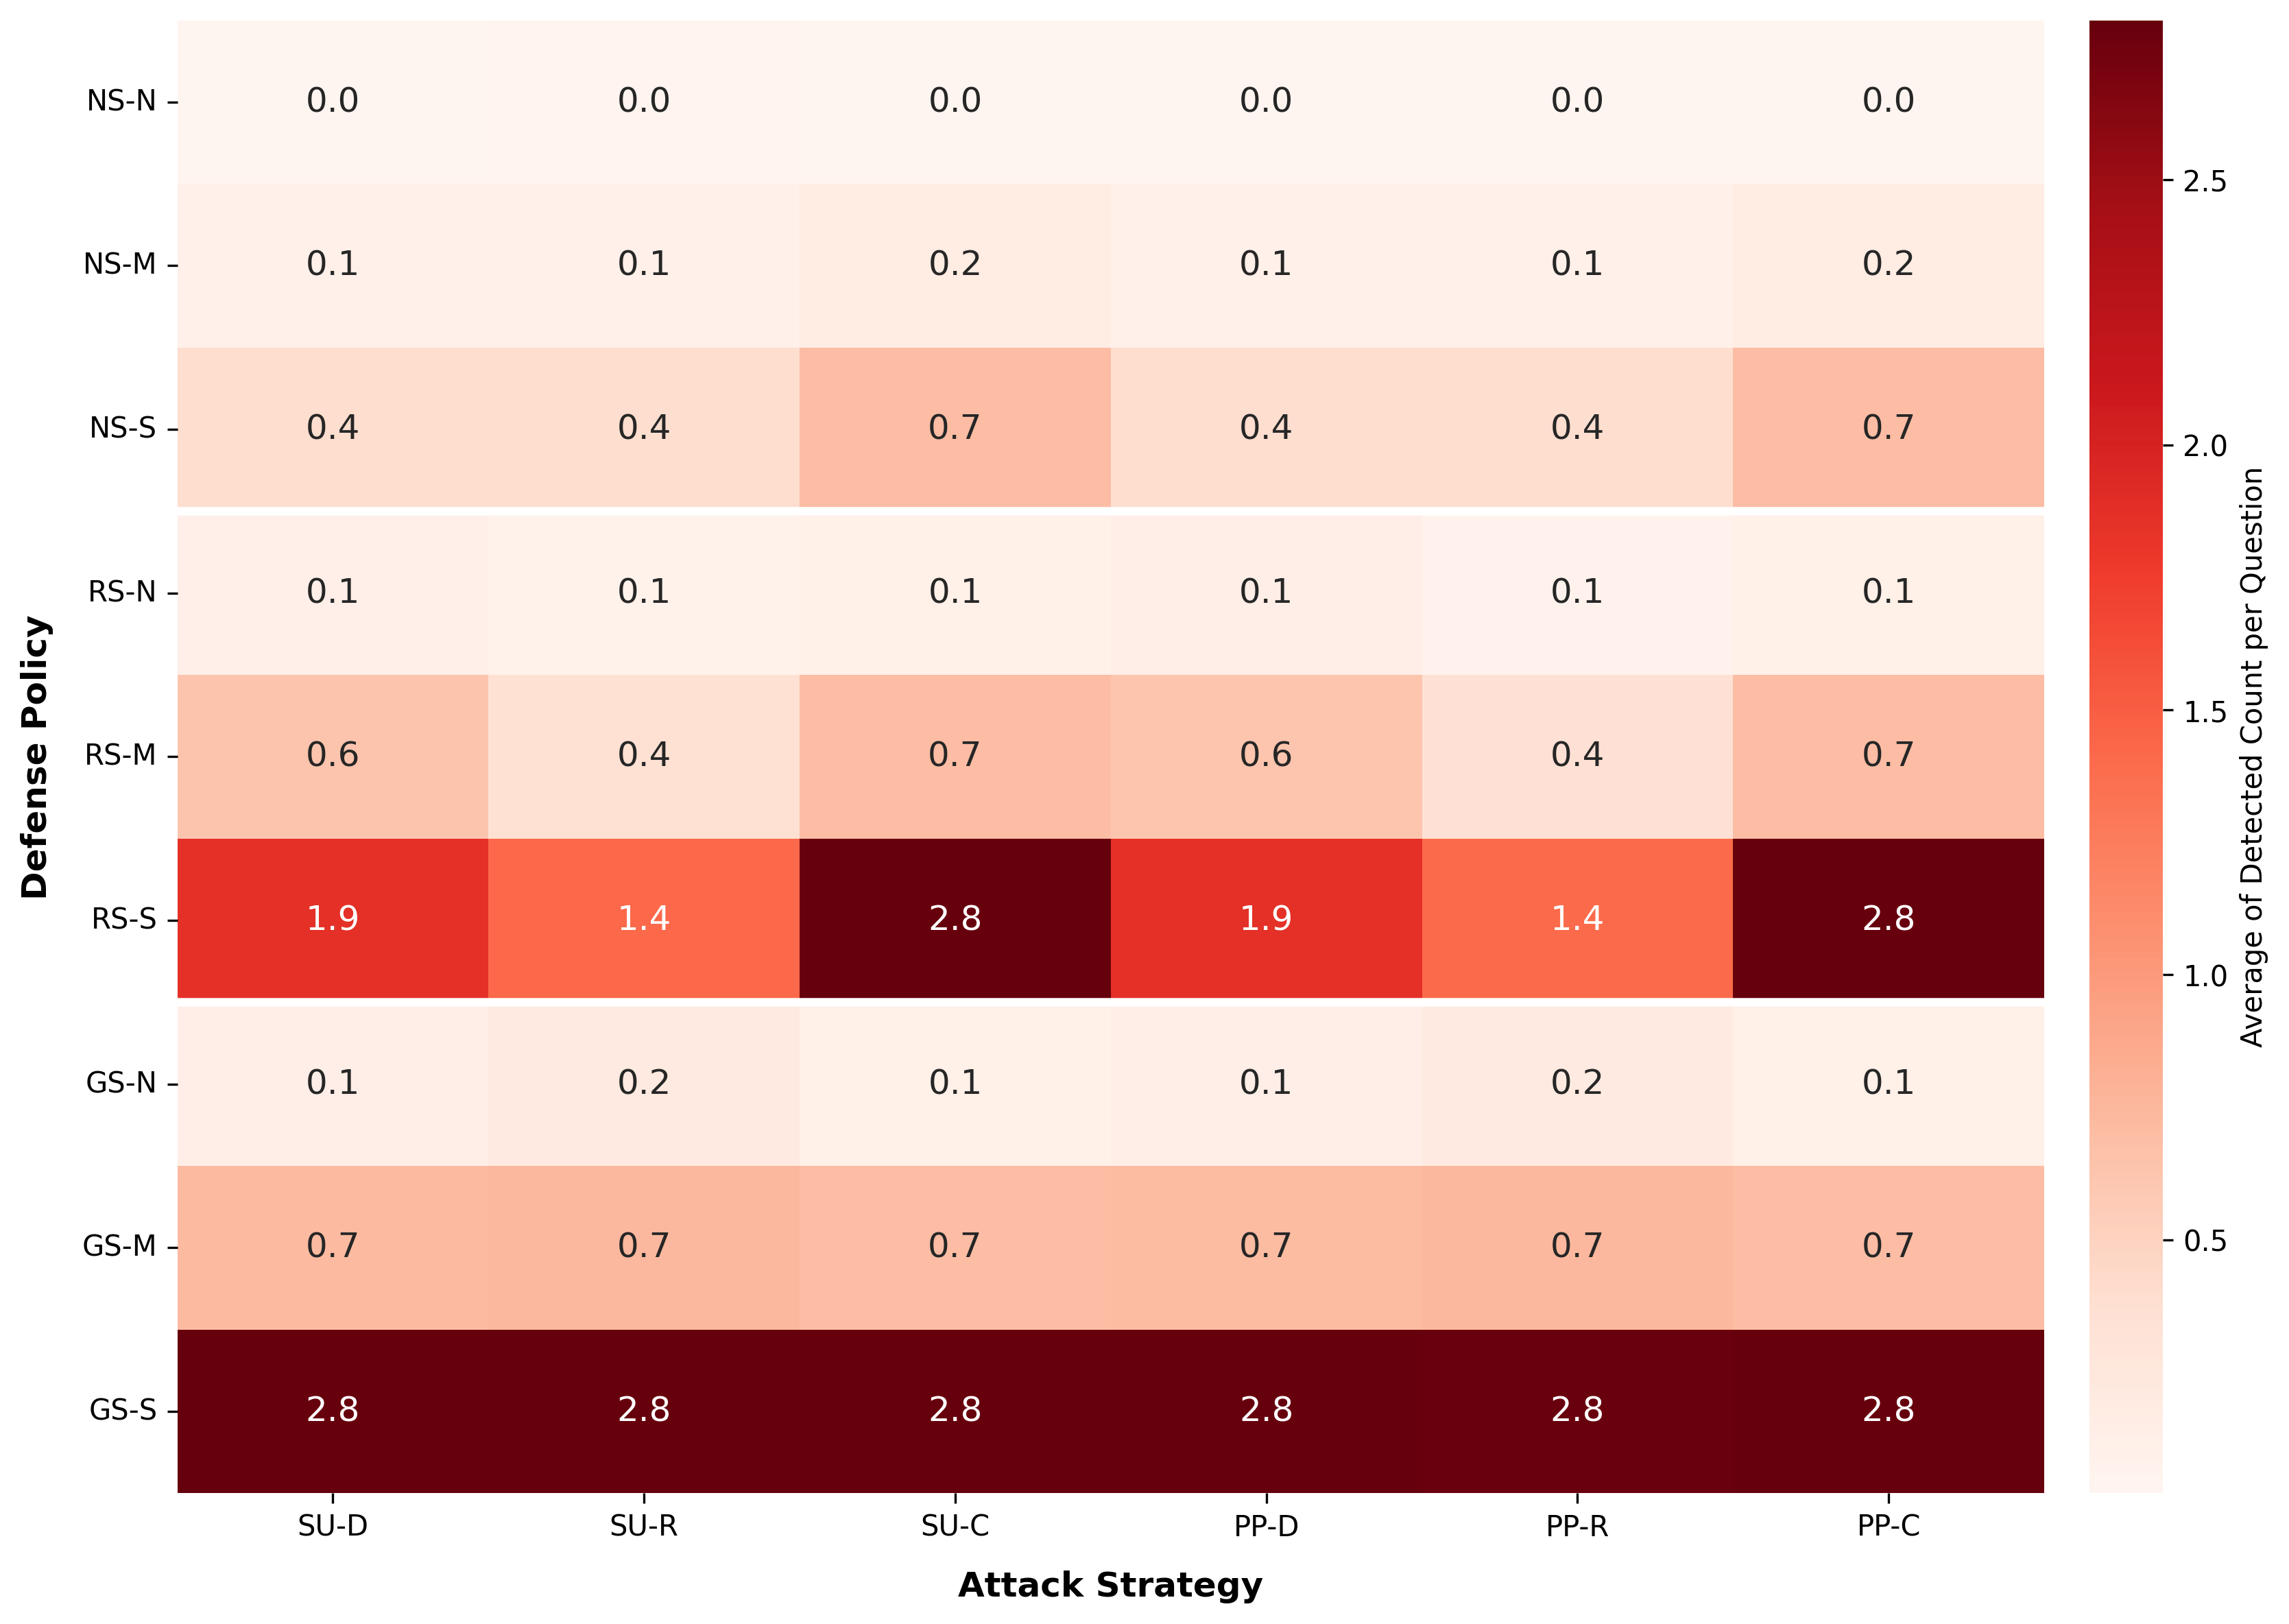 NS-N 0.0 0.0 0.0 0.0 0.0 0.0
NS-M 0.1 0.1 0.2 0.1 0.1 0.2
NS-S 0.4 0.4 0.7 0.4 0.4 0.7
RS-N 0.1 0.1 0.1 0.1 0.1 0.1
RS-M 0.6 0.4 0.7 0.6 0.4 0.7
RS-S 1.9 1.4 2.8 1.9 1.4 2.8
GS-N 0.1 0.2 0.1 0.1 0.2 0.1
GS-M 0.7 0.7 0.7 0.7 0.7 0.7
GS-S 2.8 2.8 2.8 2.8 2.8 2.8
SU-D SU-R SU-C PP-D PP-R PP-C
Attack Strategy
Defense Policy
2.5
2.0
1.5
1.0
0.5
Average of Detected Count per Question